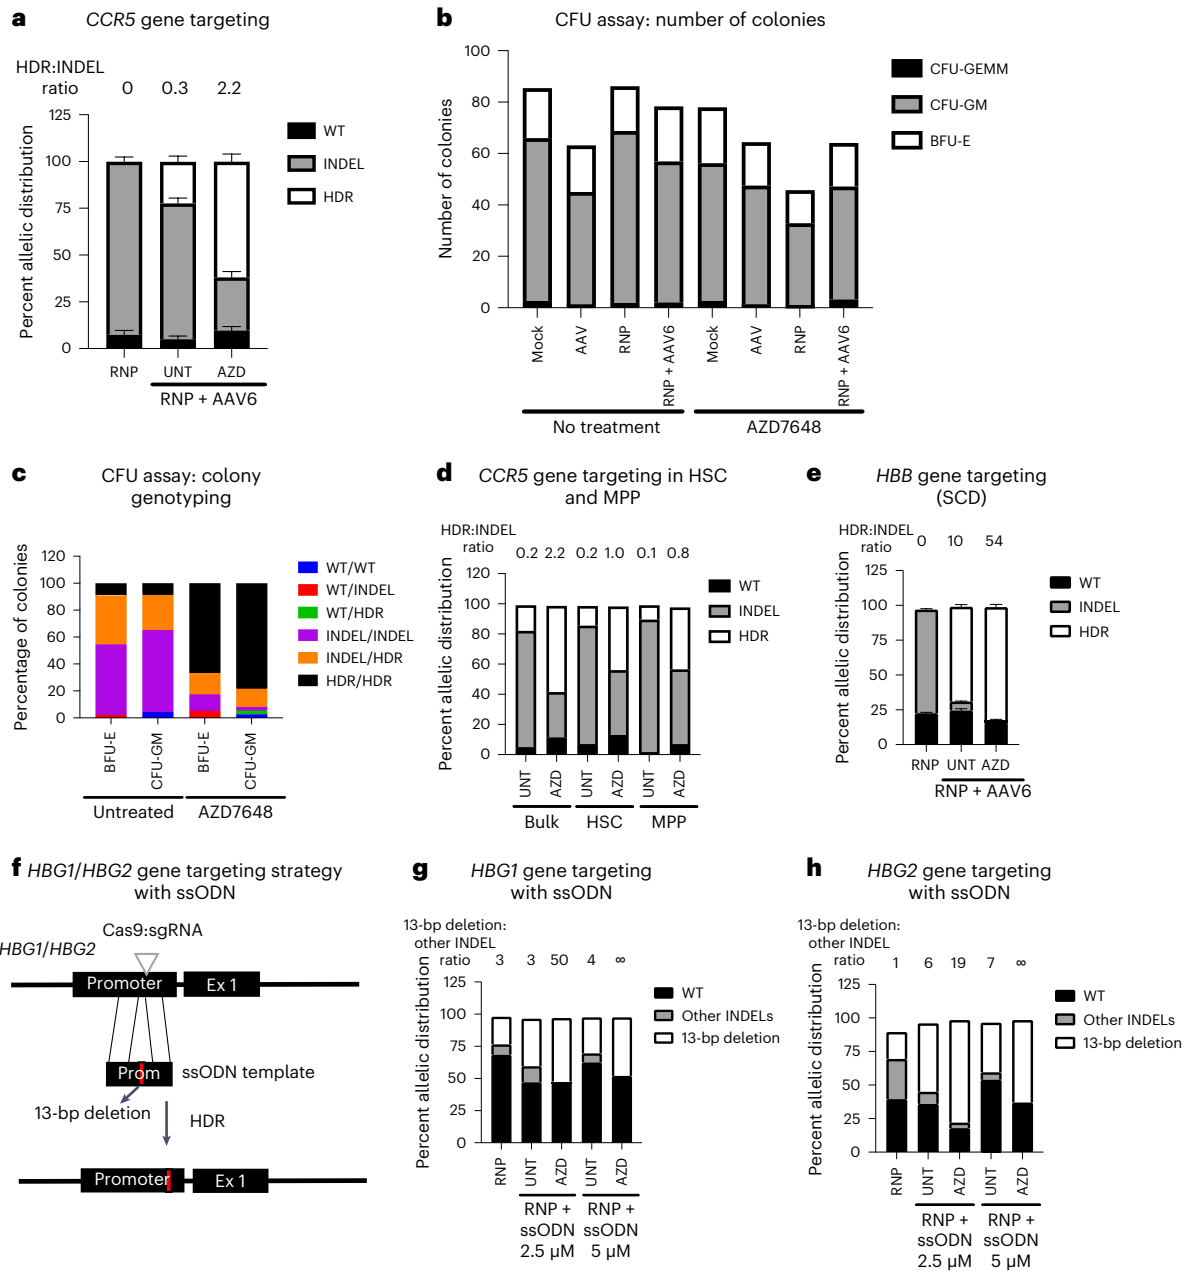 a
CCR5 gene targeting
HDR:INDEL
ratio
0 0.3 2.2
Percent allelic distribution
125
100
75
50
25
0
RNP UNT AZD
RNP + AAV6
WT
INDEL
HDR
b
CFU assay: number of colonies
Number of colonies
100
80
60
40
20
0
Mock
AAV
RNP
RNP + AAV6
Mock
AAV
RNP
RNP + AAV6
No treatment
AZD7648
CFU-GEMM
CFU-GM
BFU-E
c
CFU assay: colony
genotyping
Percentage of colonies
120
100
80
60
40
20
0
BFU-E
CFU-GM
BFU-E
CFU-GM
Untreated
AZD7648
WT/WT
WT/INDEL
WT/HDR
INDEL/INDEL
INDEL/HDR
HDR/HDR
d
CCR5 gene targeting in HSC
and MPP
HDR:INDEL
ratio
0.2 2.2 0.2 1.0 0.1 0.8
Percent allelic distribution
120
100
80
60
40
20
0
UNT
AZD
UNT
AZD
UNT
AZD
Bulk
HSC
MPP
WT
INDEL
HDR
e
HBB gene targeting
(SCD)
HDR:INDEL
ratio
0 10 54
Percent allelic distribution
125
100
75
50
25
0
RNP UNT AZD
RNP + AAV6
WT
INDEL
HDR
f
HBG1/HBG2 gene targeting strategy
with ssODN
Cas9:sgRNA
HBG1/HBG2
Promoter
Ex 1
Prom
ssODN template
13-bp deletion
HDR
Promoter
Ex 1
g
HBG1 gene targeting
with ssODN
13-bp deletion:
other INDEL
ratio
3 3 50 4 ∞
Percent allelic distribution
125
100
75
50
25
0
RNP
UNT
AZD
UNT
AZD
RNP +
ssODN
2.5 μM
RNP +
ssODN
5 μM
WT
Other INDELs
13-bp deletion
h
HBG2 gene targeting
with ssODN
13-bp deletion:
other INDEL
ratio
1 6 19 7 ∞
Percent allelic distribution
125
100
75
50
25
0
RNP
UNT
AZD
UNT
AZD
RNP +
ssODN
2.5 μM
RNP +
ssODN
5 μM
WT
Other INDELs
13-bp deletion